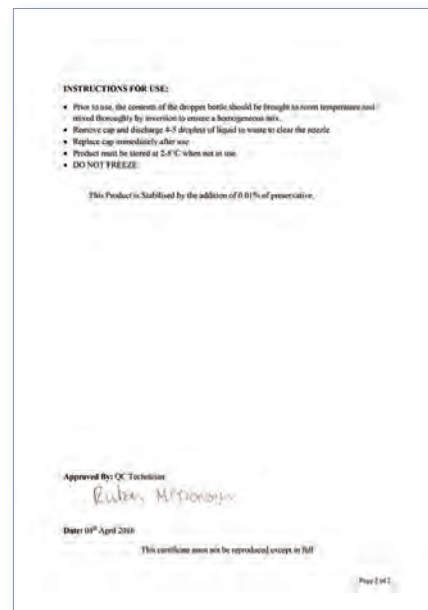 INSTRUCTIONS FOR USE:
• Prior to use, the contents of the dropper bottle should be brought to room temperature and
mixed thoroughly by inversion to ensure a homogeneous mix.
• Remove cap and discharge 4-5 droplets of liquid to waste to clear the nozzle
• Replace cap immediately after use
• Product must be stored at 2-8°C when not in use.
• DO NOT FREEZE
This Product is Stabilised by the addition of 0.01% of preservative.
Approved By: QC Technician
Date: 08th April 2016
This certificate must not be reproduced except in full
Page 2 of 2